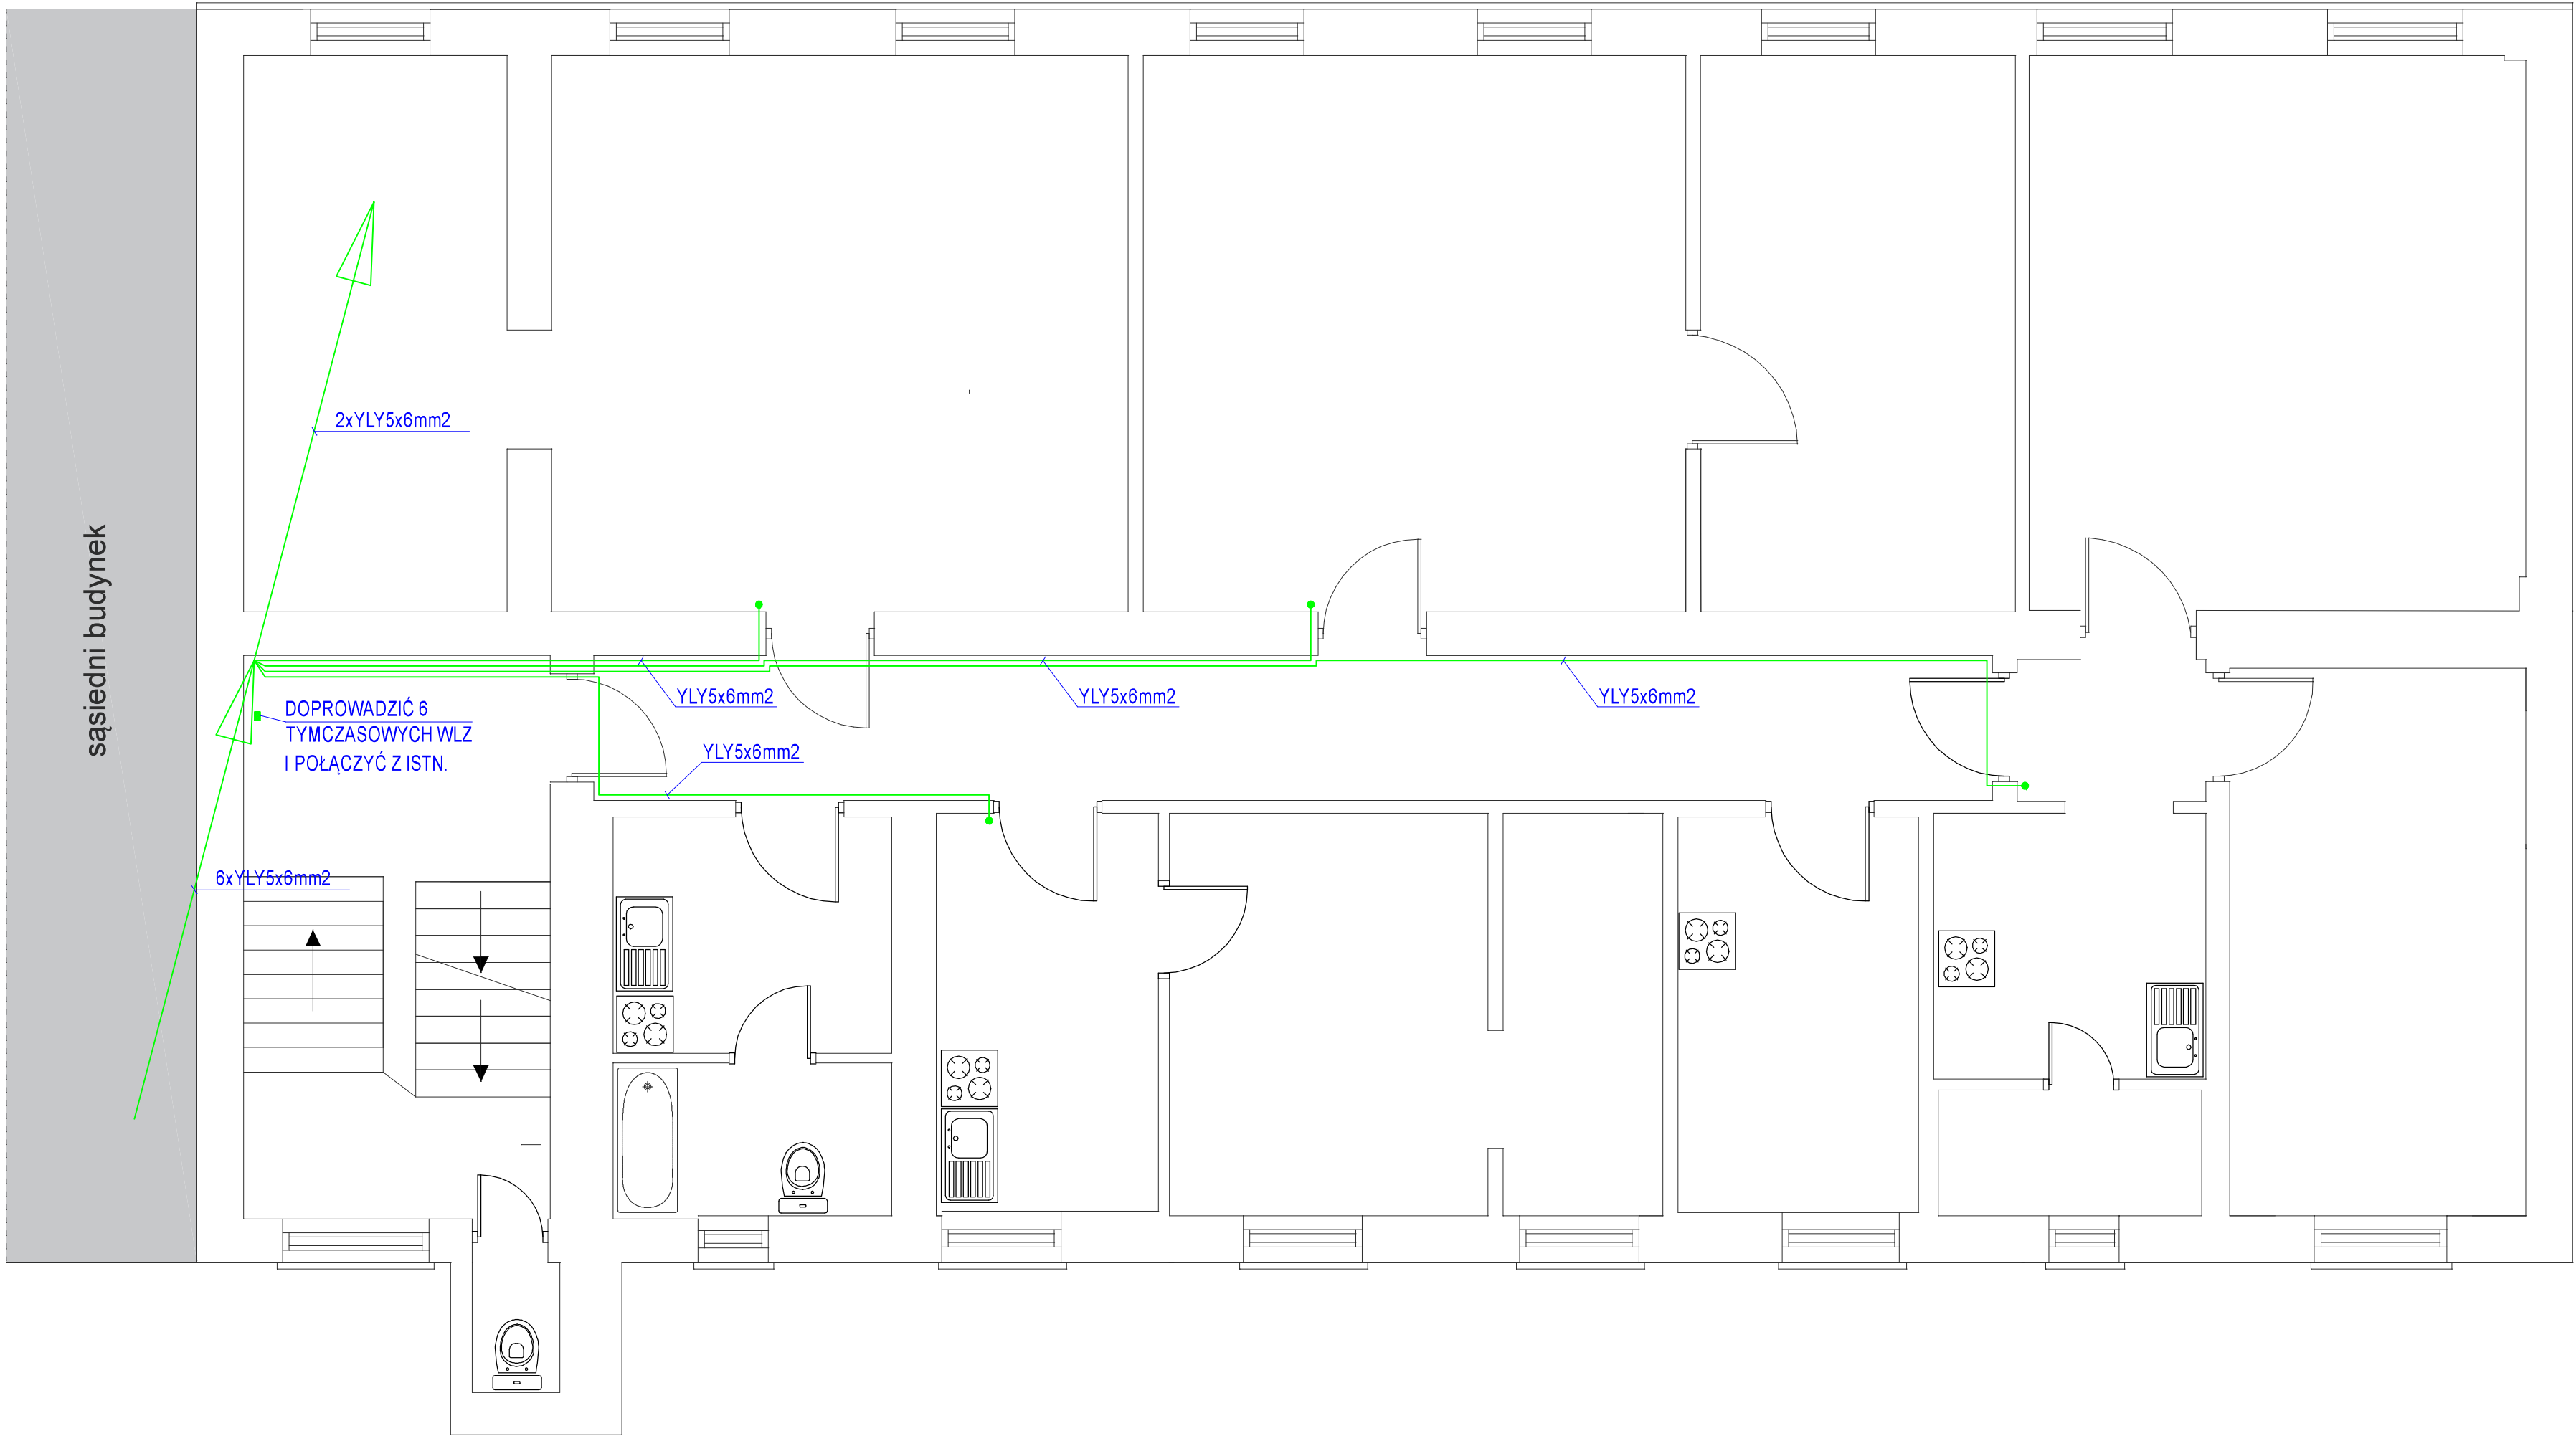 2xYLY5x6mm2
sąsiedni budynek
YLY5x6mm2
YLY5x6mm2
YLY5x6mm2
DOPROWADZIĆ 6
TYMCZASOWYCH WLZ
I POŁĄCZYĆ Z ISTN.
YLY5x6mm2
6xYLY5x6mm2